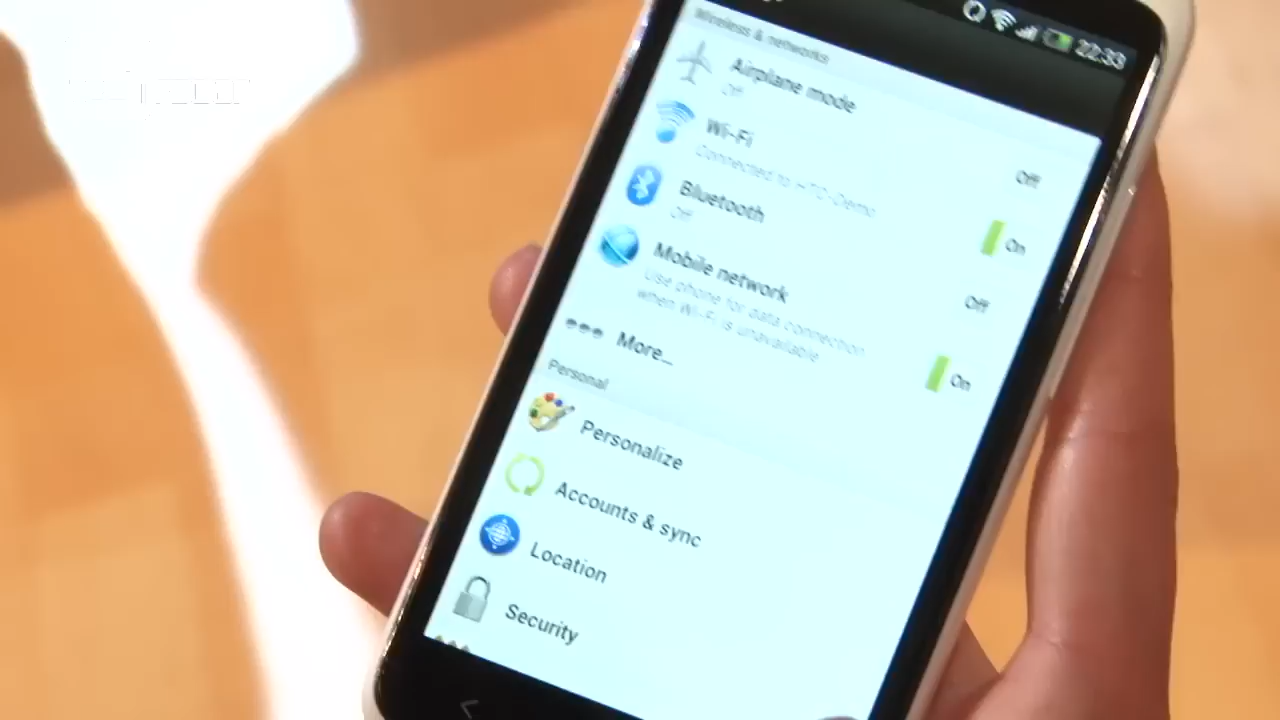 22:33
Wireless & networks
Airplane mode
Off
Off
Wi-Fi
Connected to HTC-Demo
On
Bluetooth
Off
Off
Mobile network
Use phone for data connection
when Wi-Fi is unavailable
On
More...
Personal
Personalize
Accounts & sync
Location
Security